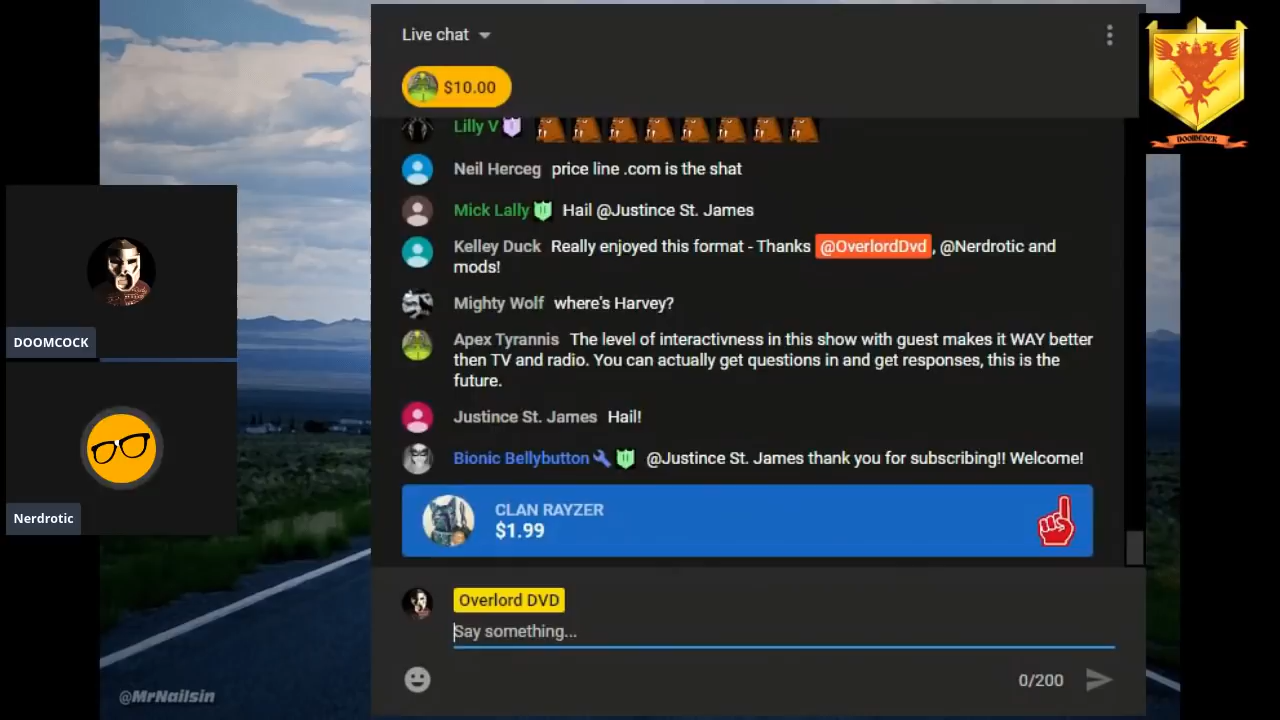 Live chat
$10.00
DOOMCOCK
Lilly V
Neil Herceg price line .com is the shat
Mick Lally Hail @Justince St. James
Kelley Duck Really enjoyed this format - Thanks @OverlordDvd, @Nerdrotic and
mods!
Mighty Wolf where's Harvey?
Apex Tyrannis The level of interactivness in this show with guest makes it WAY better
then TV and radio. You can actually get questions in and get responses, this is the
future.
DOOMCOCK
Justince St. James Hail!
Bionic Bellybutton @Justince St. James thank you for subscribing!! Welcome!
CLAN RAYZER
$1.99
Nerdrotic
Overlord DVD
Say something...
0/200
@MrNailsin